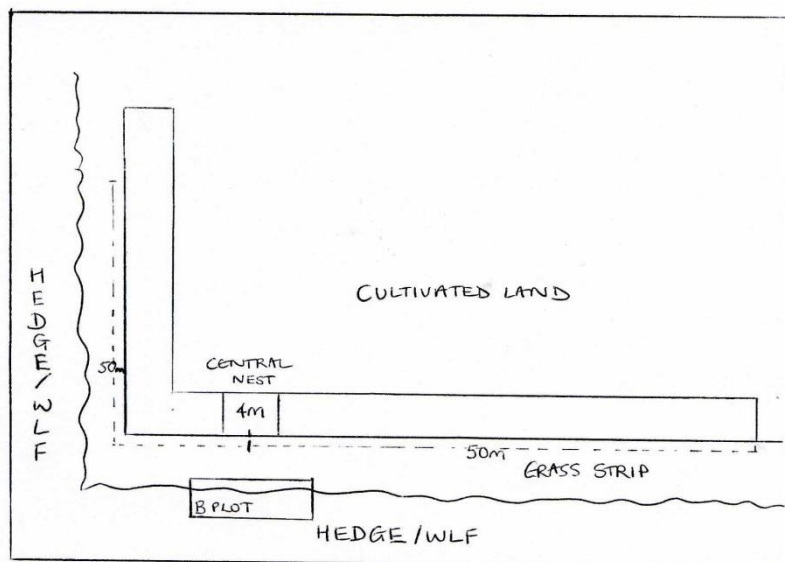 HEDGE/WLF
CULTIVATED LAND
50m
CENTRAL
NEST
4M
50M
GRASS STRIP
B PLOT
HEDGE/WLF